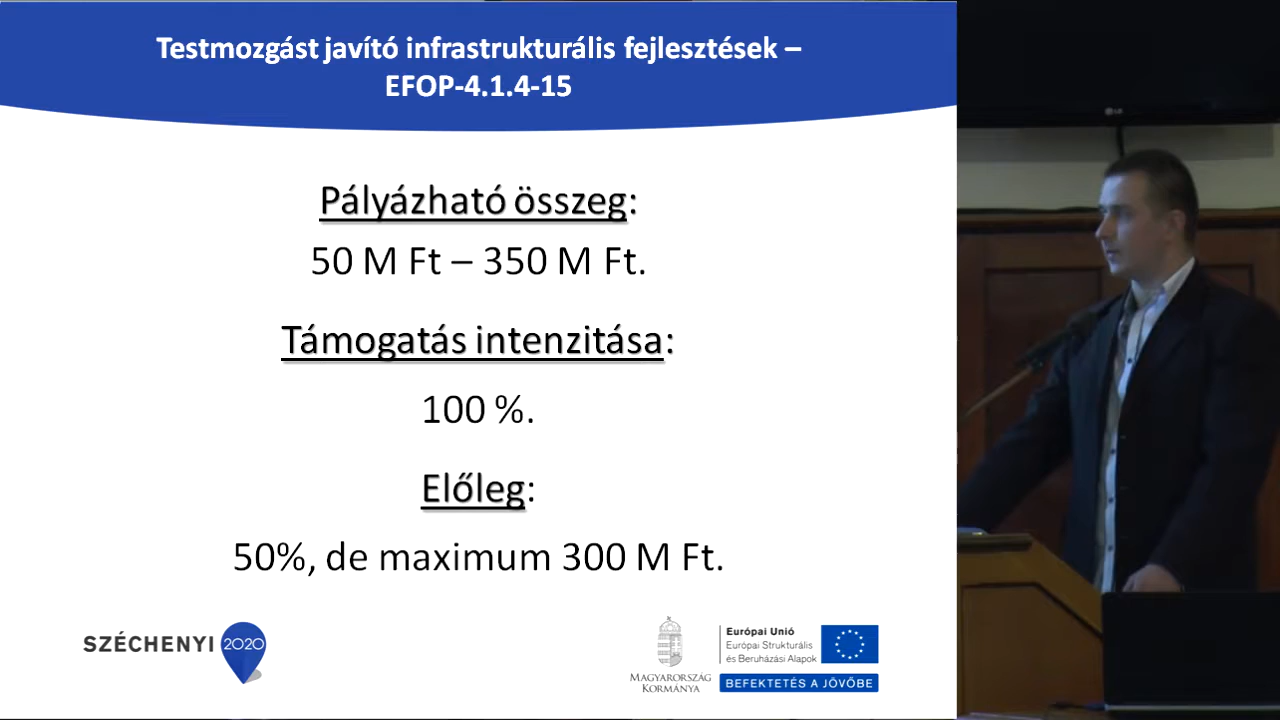 Testmozgást javító infrastrukturális fejlesztések –
EFOP-4.1.4-15
Pályázható összeg:
50 M Ft – 350 M Ft.
Támogatás intenzitása:
100 %.
Előleg:
50%, de maximum 300 M Ft.
SZÉCHENYI 2020
MAGYARORSZÁG
KORMÁNYA
Európai Unió
Európai Strukturális
és Beruházási Alapok
BEFEKTETÉS A JÖVŐBE
LG